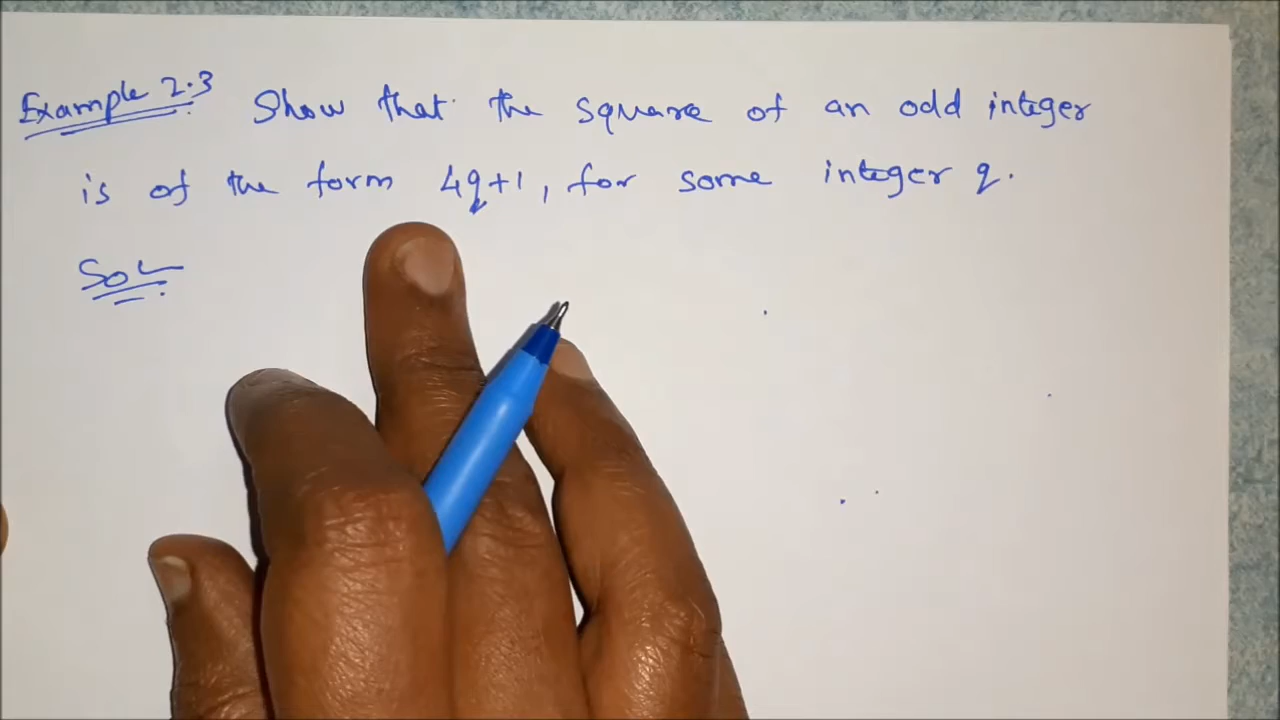 Example 2.3 Show that the square of an odd integer
is of the form 4q+1, for some integer q.
Sol